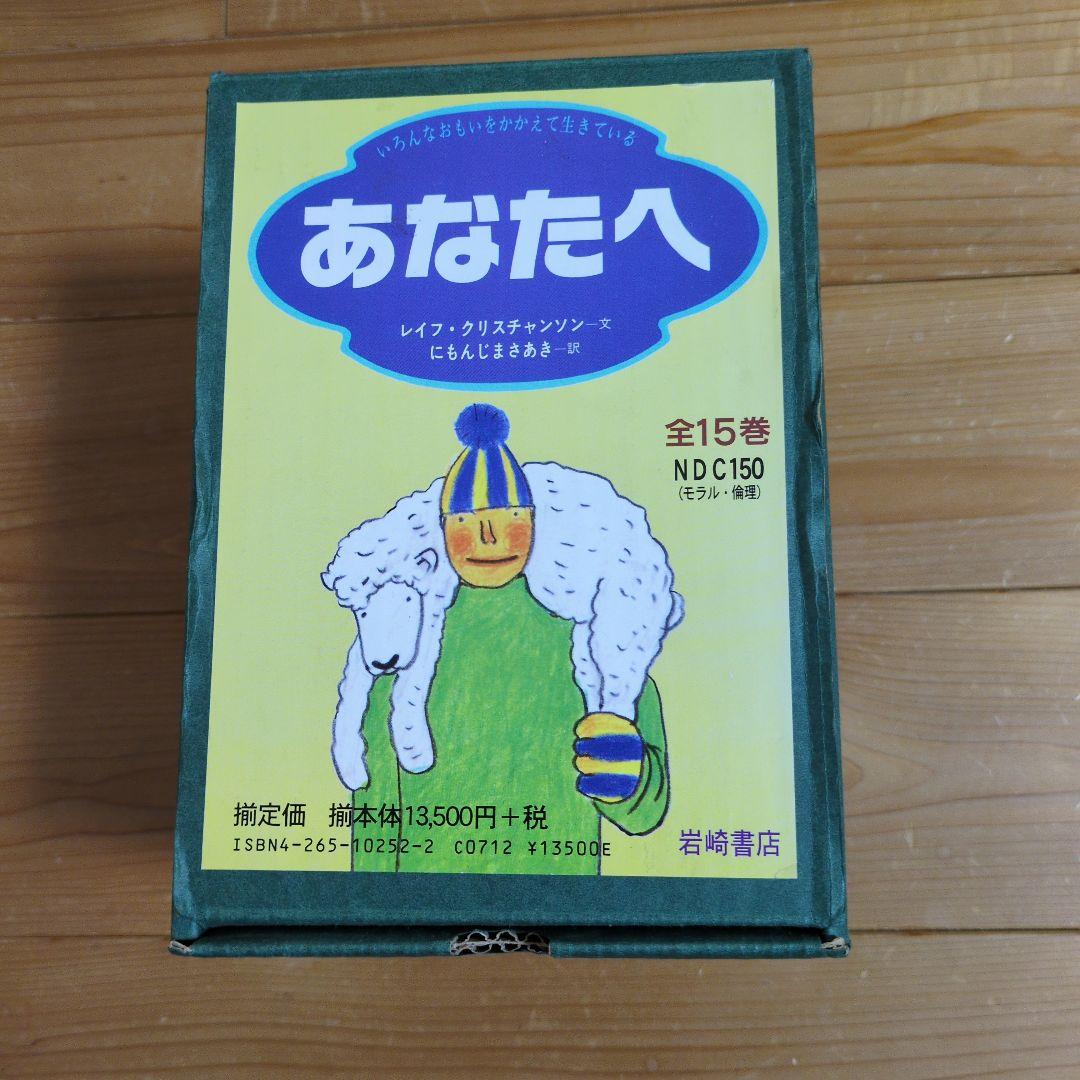 いろんなおもいをかかえて生きている
あなたへ
レイフ・クリスチャンソン―文
にもんじまさあき―訳
全15巻
NDC150
(モラル・倫理)
揃定価 揃本体13,500円+税
ISBN4-265-10252-2 C0712 ¥13500E
岩崎書店